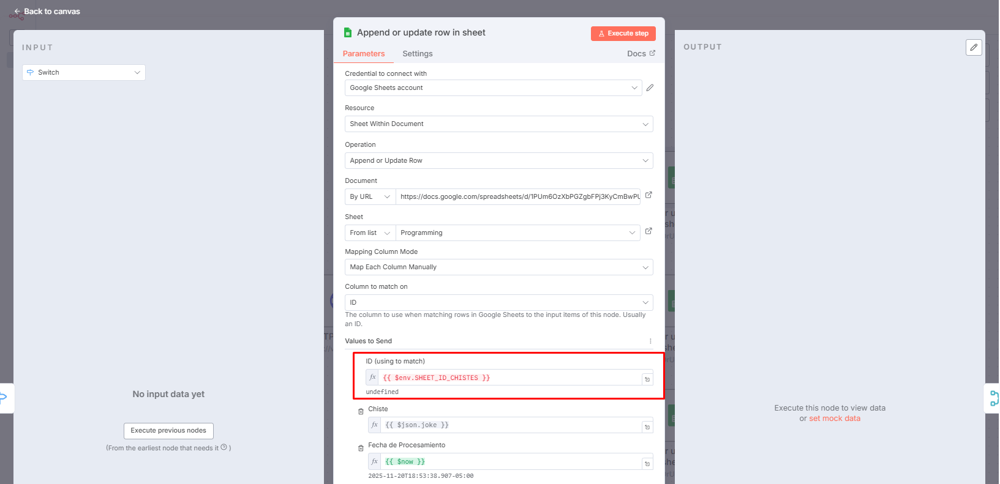 ← Back to canvas
INPUT
Switch
No input data yet
Execute previous nodes
(From the earliest node that needs it ? )
Append or update row in sheet
Execute step
Parameters
Settings
Docs
Credential to connect with
Google Sheets account
Resource
Sheet Within Document
Operation
Append or Update Row
Document
By URL
https://docs.google.com/spreadsheets/d/1PUm6OzXbPGZgbFPj3KyCmBwPU
Sheet
From list
Programming
Mapping Column Mode
Map Each Column Manually
Column to match on
ID
The column to use when matching rows in Google Sheets to the input items of this node. Usually
an ID.
Values to Send
ID (using to match)
fx {{ $env.SHEET_ID_CHISTES }}
undefined
Chiste
fx {{ $json.joke }}
Fecha de Procesamiento
fx {{ $now }}
2025-11-20T18:53:38.907-05:00
OUTPUT
Execute this node to view data
or set mock data